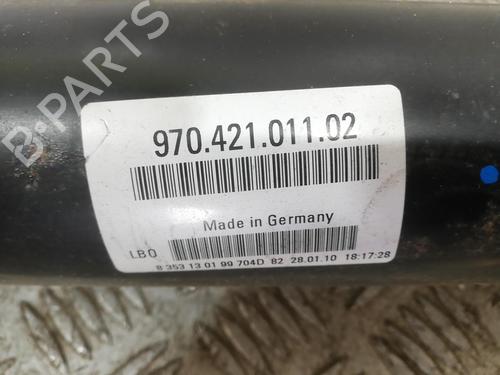 B-PARTS
970.421.011.02
Made in Germany
LBO
8 353 13 01 99 704D 82 28.01.10 18:17:28